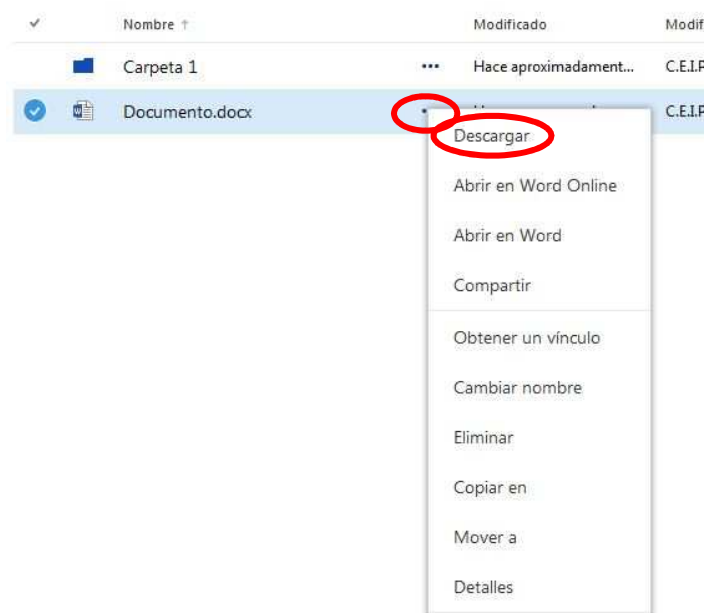 Nombre ↑ Modificado Modif
Carpeta 1 ••• Hace aproximadament... C.E.I.P
Documento.docx C.E.I.P
Descargar
Abrir en Word Online
Abrir en Word
Compartir
Obtener un vínculo
Cambiar nombre
Eliminar
Copiar en
Mover a
Detalles